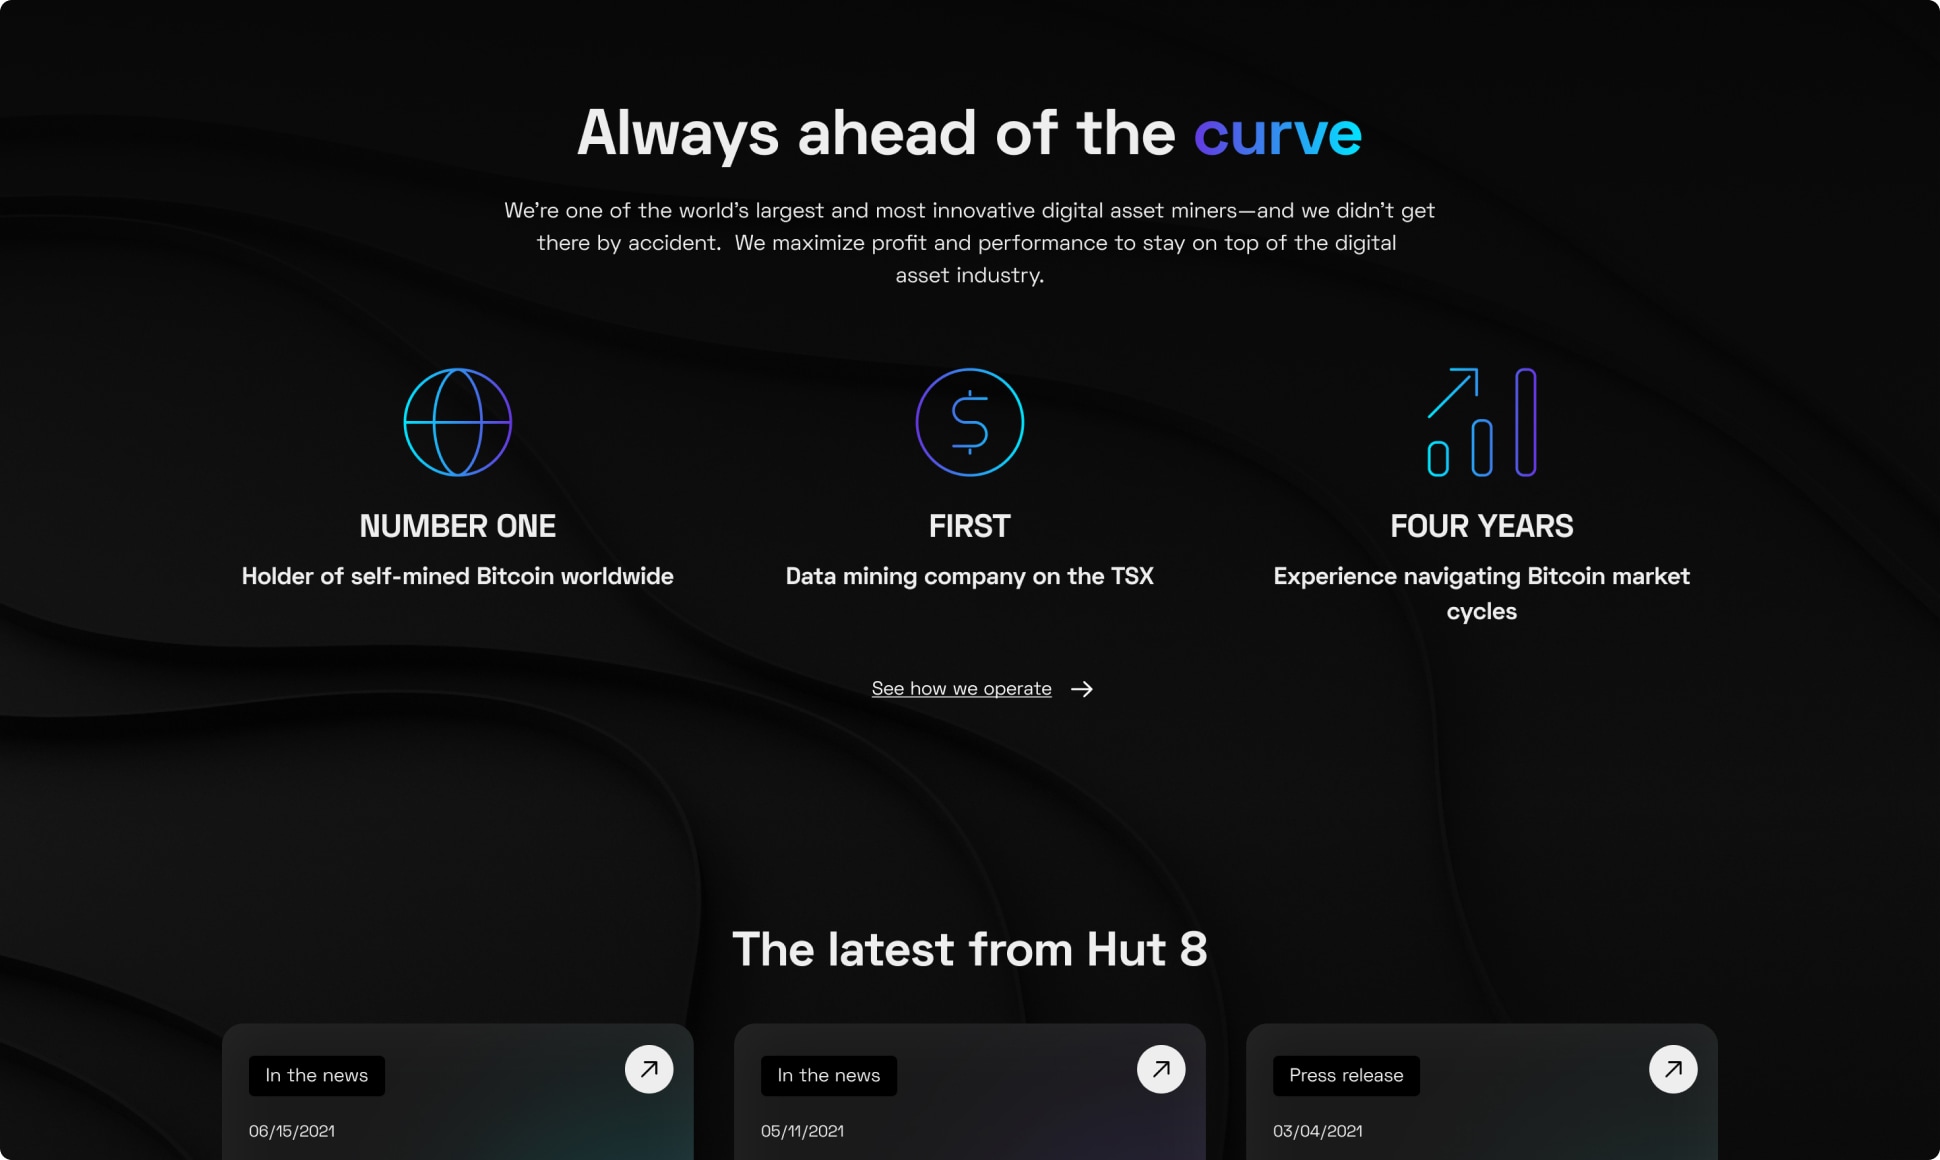 Always ahead of the curve
We’re one of the world’s largest and most innovative digital asset miners—and we didn’t get
there by accident.  We maximize profit and performance to stay on top of the digital
asset industry.
NUMBER ONE
Holder of self-mined Bitcoin worldwide
FIRST
Data mining company on the TSX
FOUR YEARS
Experience navigating Bitcoin market
cycles
See how we operate
The latest from Hut 8
In the news
06/15/2021
In the news
05/11/2021
Press release
03/04/2021